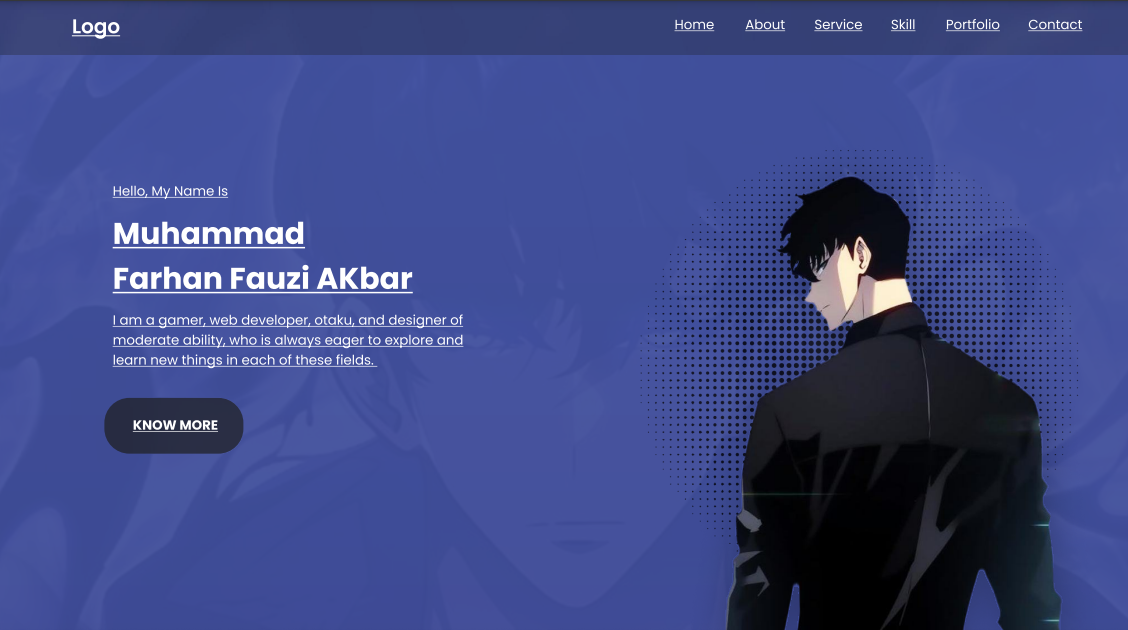 Logo
Home About Service Skill Portfolio Contact
Hello, My Name Is
Muhammad
Farhan Fauzi AKbar
I am a gamer, web developer, otaku, and designer of
moderate ability, who is always eager to explore and
learn new things in each of these fields.
KNOW MORE